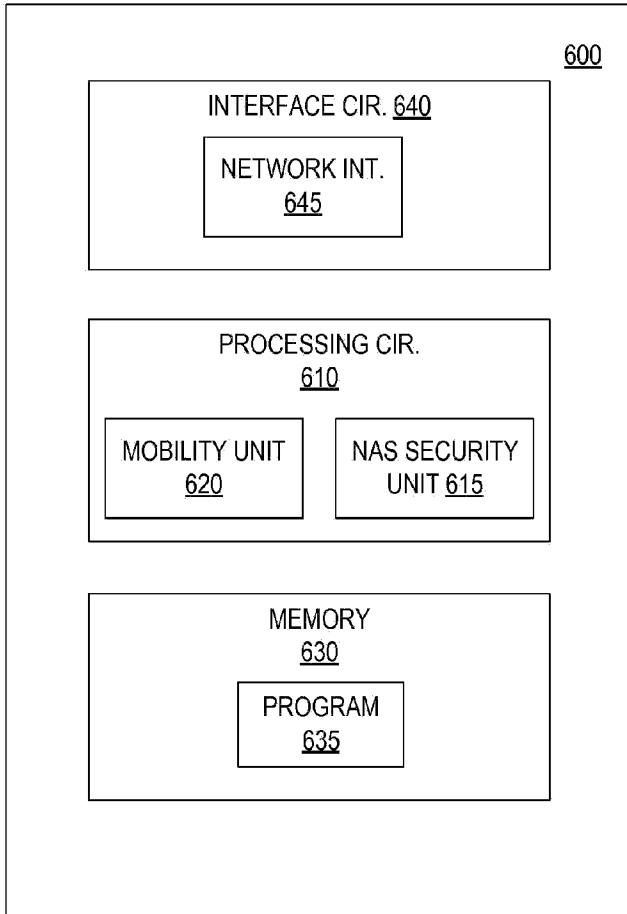 600
INTERFACE CIR. 640
NETWORK INT.
645
PROCESSING CIR.
610
MOBILITY UNIT
620
NAS SECURITY
UNIT 615
MEMORY
630
PROGRAM
635